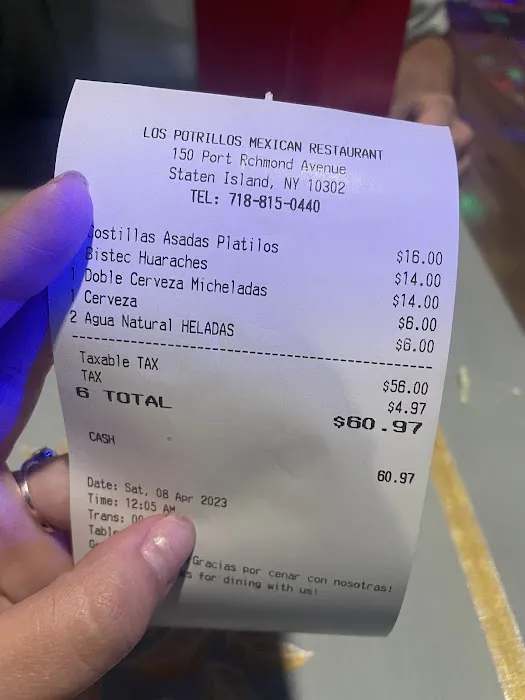 LOS POTRILLOS MEXICAN RESTAURANT
150 Port Rchmond Avenue
Staten Island, NY 10302
TEL: 718-815-0440
Asadas Platilos $16.00
Bistec Huaraches $14.00
1 Doble Cerveza Micheladas $14.00
1 Cerveza $6.00
2 Agua Natural HELADAS $6.00
Taxable TAX $56.00
TAX $4.97
6 TOTAL $60.97
CASH 60.97
Date: Sat, 08 Apr 2023
Time: 12:05 AM
Trans:
Gracias por cenar con nosotras!
for dining with us!